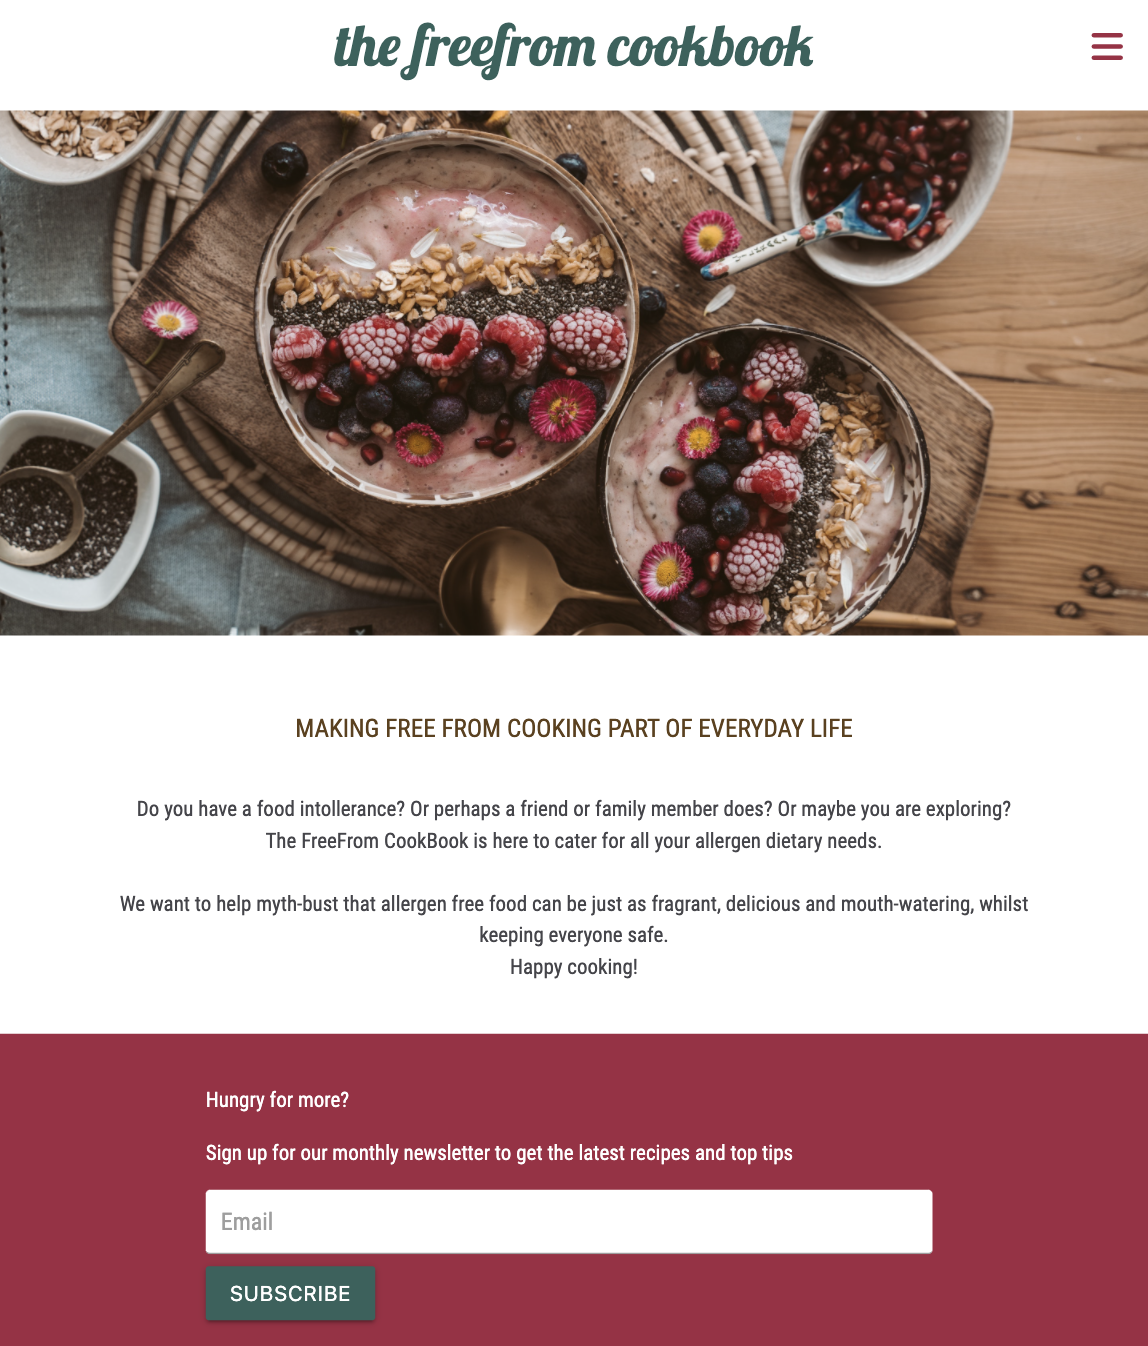 the freefrom cookbook
MAKING FREE FROM COOKING PART OF EVERYDAY LIFE
Do you have a food intollerance? Or perhaps a friend or family member does? Or maybe you are exploring?
The FreeFrom CookBook is here to cater for all your allergen dietary needs.
We want to help myth-bust that allergen free food can be just as fragrant, delicious and mouth-watering, whilst
keeping everyone safe.
Happy cooking!
Hungry for more?
Sign up for our monthly newsletter to get the latest recipes and top tips
Email
SUBSCRIBE